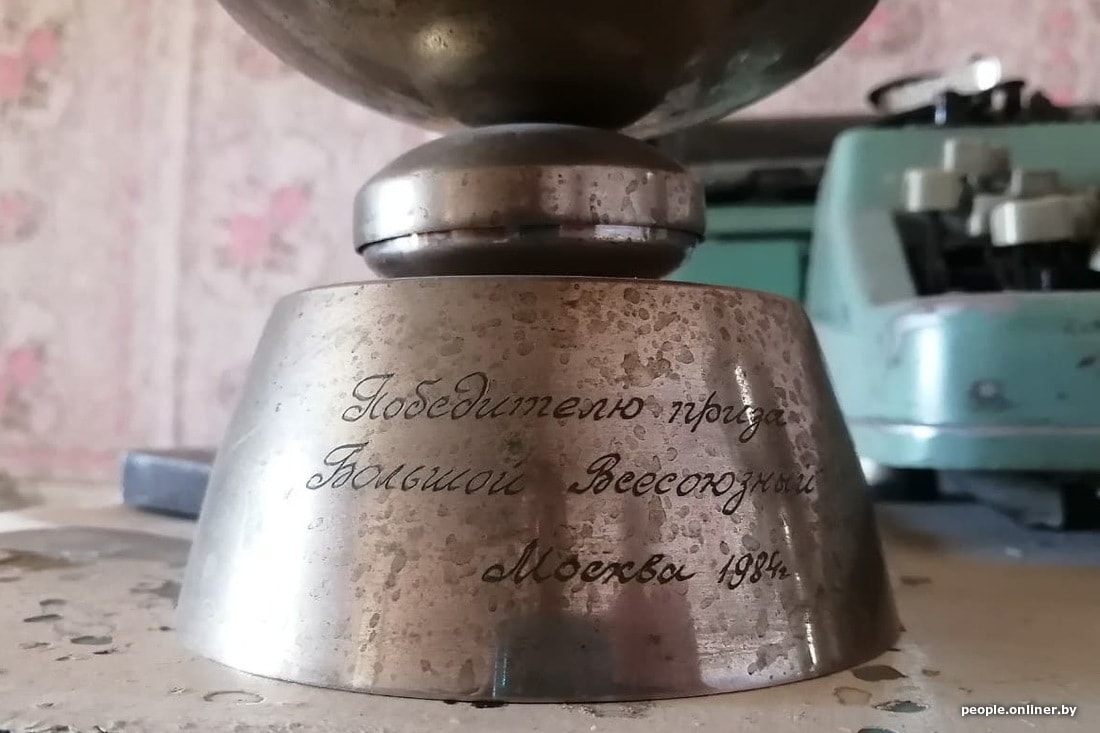 Победителю приза
Большой Всесоюзный
Москва 1984г
people.onliner.by